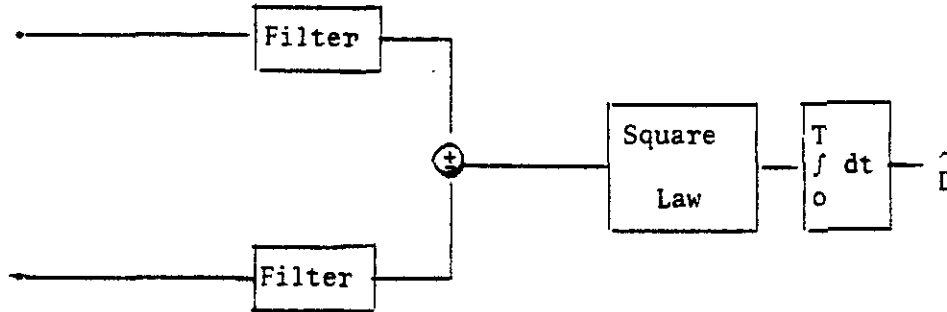 Filter
±
Square
Law
T
∫ dt
o
Filter